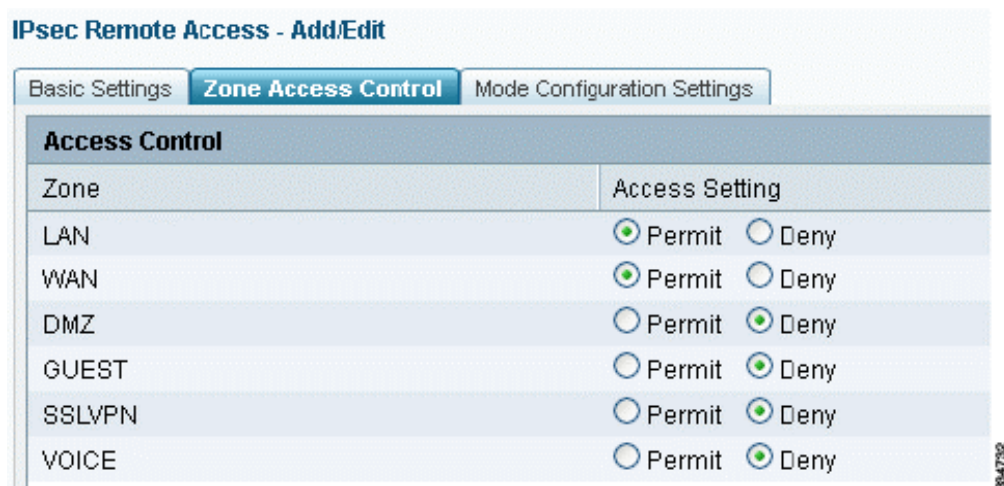 IPsec Remote Access - Add/Edit
Basic Settings Zone Access Control Mode Configuration Settings
Access Control
Zone Access Setting
LAN Permit Deny
WAN Permit Deny
DMZ Permit Deny
GUEST Permit Deny
SSLVPN Permit Deny
VOICE Permit Deny